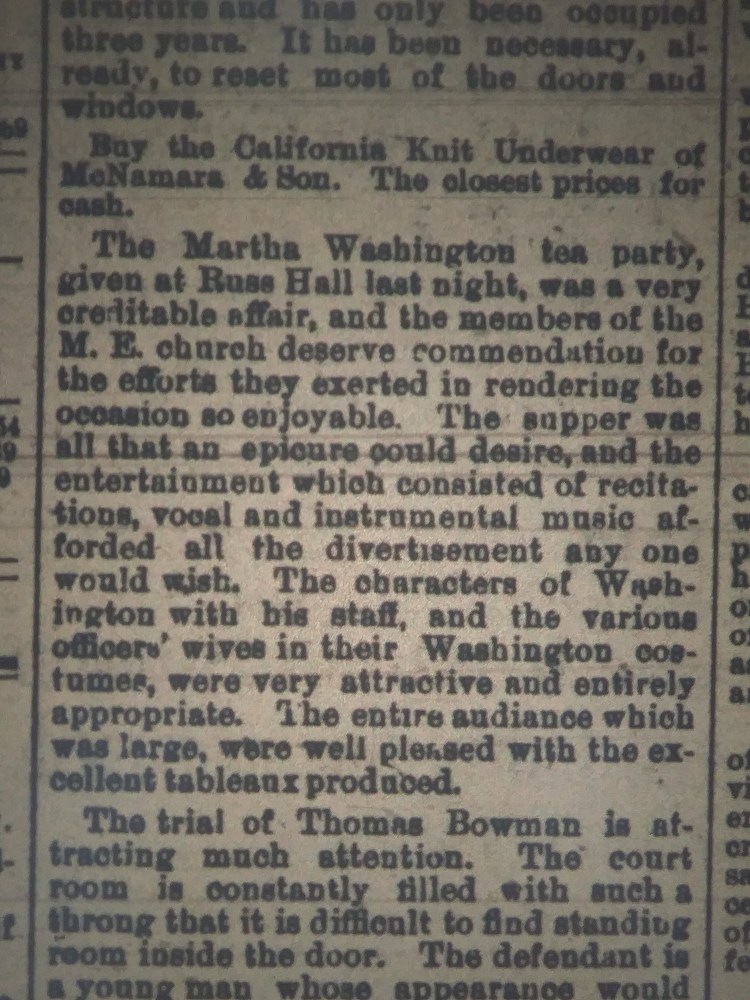 structure and has only been occupied
three years. It has been necessary, al-
ready, to reset most of the doors and
windows.
Buy the California Knit Underwear of
McNamara & Son. The closest prices for
cash.
The Martha Washington tea party,
given at Russ Hall last night, was a very
creditable affair, and the members of the
M. E. church deserve commendation for
the efforts they exerted in rendering the
occasion so enjoyable. The supper was
all that an epicure could desire, and the
entertainment which consisted of recita-
tions, vocal and instrumental music af-
forded all the divertisement any one
would wish. The characters of Wash-
ington with his staff, and the various
officers' wives in their Washington cos-
tumes, were very attractive and entirely
appropriate. The entire audiance which
was large, were well pleased with the ex-
cellent tableaux produced.
The trial of Thomas Bowman is at-
tracting much attention. The court
room is constantly filled with such a
throng that it is difficult to find standing
room inside the door. The defendant is
a young man whose appearance would